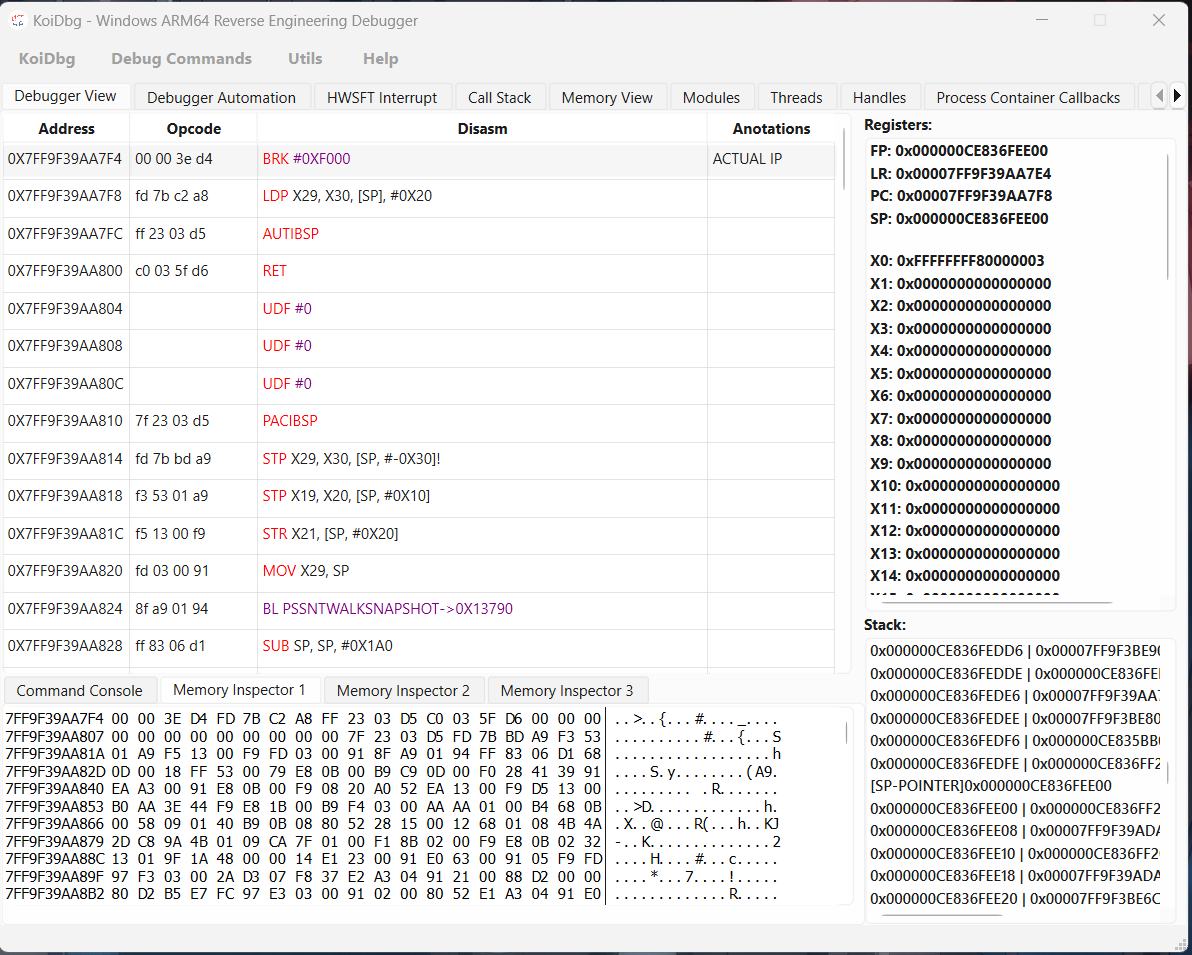 KoiDbg - Windows ARM64 Reverse Engineering Debugger
KoiDbg Debug Commands Utils Help
Debugger View Debugger Automation HWSFT Interrupt Call Stack Memory View Modules Threads Handles Process Container Callbacks
Address Opcode Disasm Anotations
0X7FF9F39AA7F4 00 00 3e d4 BRK #0XF000 ACTUAL IP
0X7FF9F39AA7F8 fd 7b c2 a8 LDP X29, X30, [SP], #0X20
0X7FF9F39AA7FC ff 23 03 d5 AUTIBSP
0X7FF9F39AA800 c0 03 5f d6 RET
0X7FF9F39AA804 UDF #0
0X7FF9F39AA808 UDF #0
0X7FF9F39AA80C UDF #0
0X7FF9F39AA810 7f 23 03 d5 PACIBSP
0X7FF9F39AA814 fd 7b bd a9 STP X29, X30, [SP, #-0X30]!
0X7FF9F39AA818 f3 53 01 a9 STP X19, X20, [SP, #0X10]
0X7FF9F39AA81C f5 13 00 f9 STR X21, [SP, #0X20]
0X7FF9F39AA820 fd 03 00 91 MOV X29, SP
0X7FF9F39AA824 8f a9 01 94 BL PSSNTWALKSNAPSHOT->0X13790
0X7FF9F39AA828 ff 83 06 d1 SUB SP, SP, #0X1A0
Registers:
FP: 0x000000CE836FEE00
LR: 0x00007FF9F39AA7E4
PC: 0x00007FF9F39AA7F8
SP: 0x000000CE836FEE00
X0: 0xFFFFFFFF80000003
X1: 0x0000000000000000
X2: 0x0000000000000000
X3: 0x0000000000000000
X4: 0x0000000000000000
X5: 0x0000000000000000
X6: 0x0000000000000000
X7: 0x0000000000000000
X8: 0x0000000000000000
X9: 0x0000000000000000
X10: 0x0000000000000000
X11: 0x0000000000000000
X12: 0x0000000000000000
X13: 0x0000000000000000
X14: 0x0000000000000000
Stack:
0x000000CE836FEDD6 | 0x00007FF9F3BE90
0x000000CE836FEDDE | 0x000000CE836FE
0x000000CE836FEDE6 | 0x00007FF9F39AA7
0x000000CE836FEDEE | 0x00007FF9F3BE80
0x000000CE836FEDF6 | 0x000000CE835BB
0x000000CE836FEDFE | 0x000000CE836FF2
[SP-POINTER]0x000000CE836FEE00
0x000000CE836FEE00 | 0x000000CE836FF2
0x000000CE836FEE08 | 0x00007FF9F39ADA
0x000000CE836FEE10 | 0x000000CE836FF2
0x000000CE836FEE18 | 0x00007FF9F39ADA
0x000000CE836FEE20 | 0x00007FF9F3BE6C
Command Console Memory Inspector 1 Memory Inspector 2 Memory Inspector 3
7FF9F39AA7F4 00 00 3E D4 FD 7B C2 A8 FF 23 03 D5 C0 03 5F D6 00 00 00 ..>..{...#...._....
7FF9F39AA807 00 00 00 00 00 00 00 00 00 7F 23 03 D5 FD 7B BD A9 F3 53 ..........#...{...S
7FF9F39AA81A 01 A9 F5 13 00 F9 FD 03 00 91 8F A9 01 94 FF 83 06 D1 68 ..................h
7FF9F39AA82D 0D 00 18 FF 53 00 79 E8 0B 00 B9 C9 0D 00 F0 28 41 39 91 ....S.y........(A9.
7FF9F39AA840 EA A3 00 91 E8 0B 00 F9 08 20 A0 52 EA 13 00 F9 D5 13 00 ......... .R.......
7FF9F39AA853 B0 AA 3E 44 F9 E8 1B 00 B9 F4 03 00 AA AA 01 00 B4 68 0B ..>D.............h.
7FF9F39AA866 00 58 09 01 40 B9 0B 08 80 52 28 15 00 12 68 01 08 4B 4A .X..@....R(...h..KJ
7FF9F39AA879 2D C8 9A 4B 01 09 CA 7F 01 00 F1 8B 02 00 F9 E8 0B 02 32 -..K..............2
7FF9F39AA88C 13 01 9F 1A 48 00 00 14 E1 23 00 91 E0 63 00 91 05 F9 FD ....H....#...c.....
7FF9F39AA89F 97 F3 03 00 2A D3 07 F8 37 E2 A3 04 91 21 00 88 D2 00 00 ....*...7....!.....
7FF9F39AA8B2 80 D2 B5 E7 FC 97 E3 03 00 91 02 00 80 52 E1 A3 04 91 E0 .............R.....